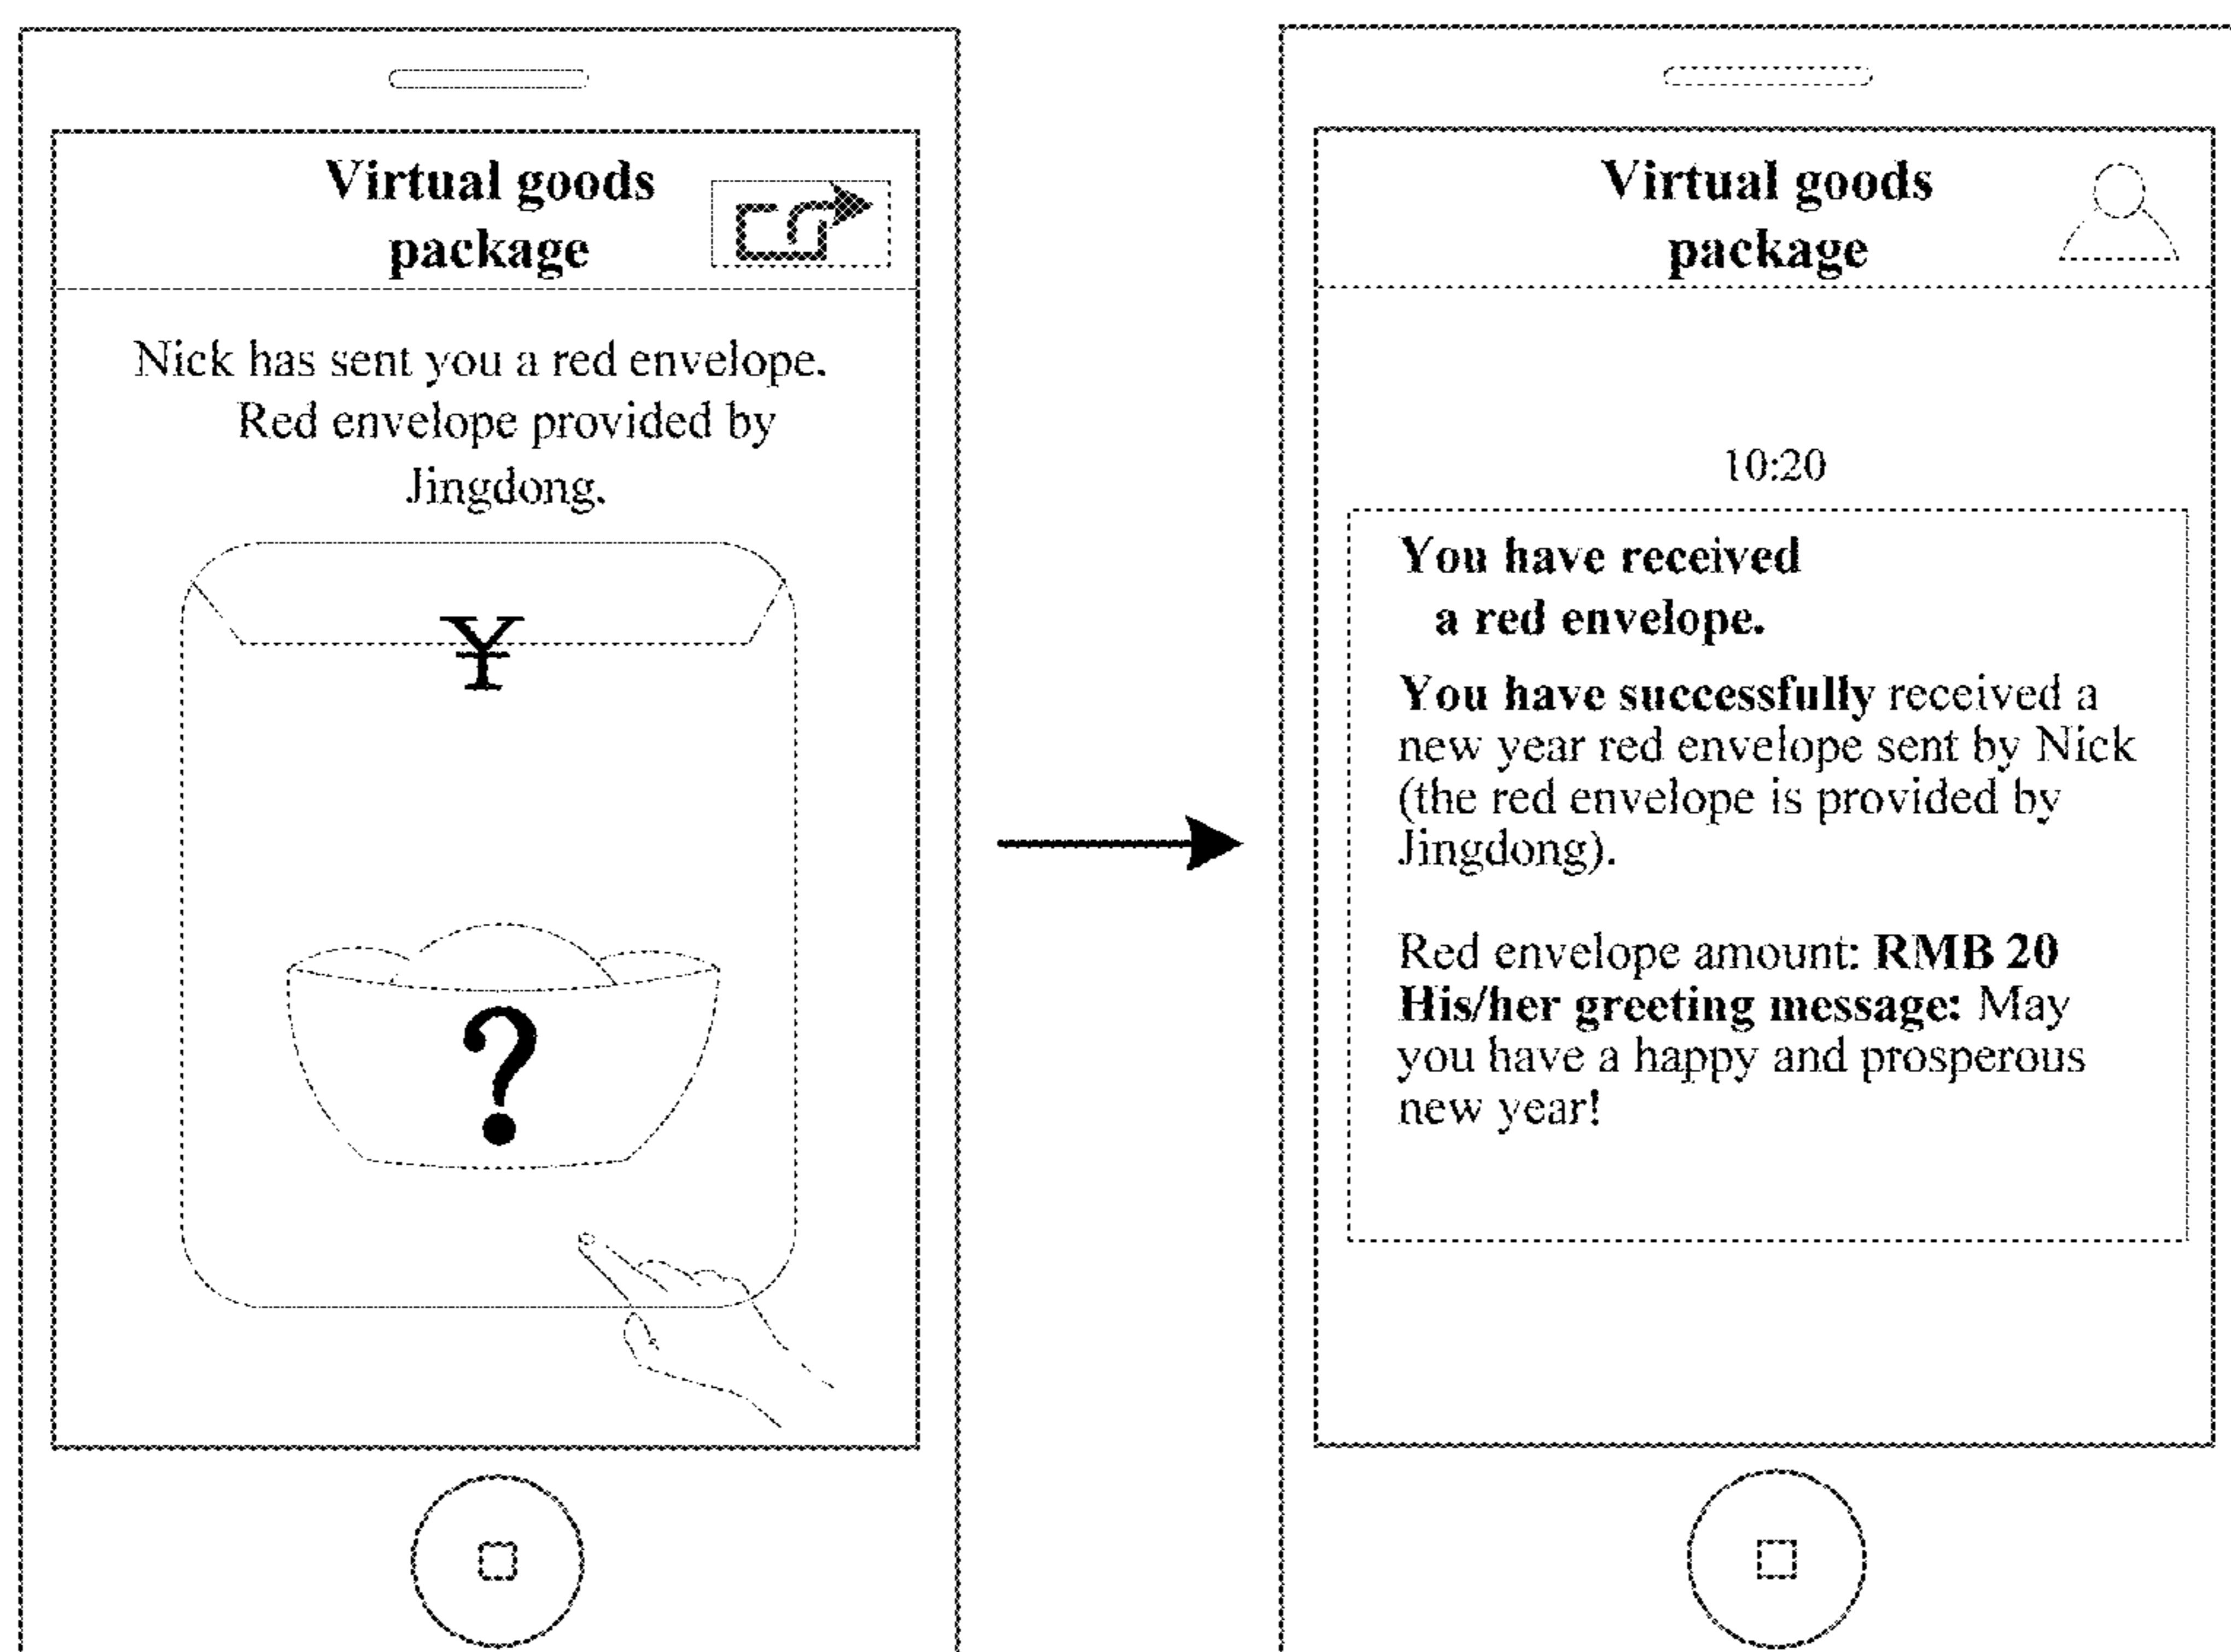 Virtual goods
package
Nick has sent you a red envelope.
Red envelope provided by
Jingdong.
¥
?
Virtual goods
package
10:20
You have received
a red envelope.
You have successfully received a
new year red envelope sent by Nick
(the red envelope is provided by
Jingdong).
Red envelope amount: RMB 20
His/her greeting message: May
you have a happy and prosperous
new year!